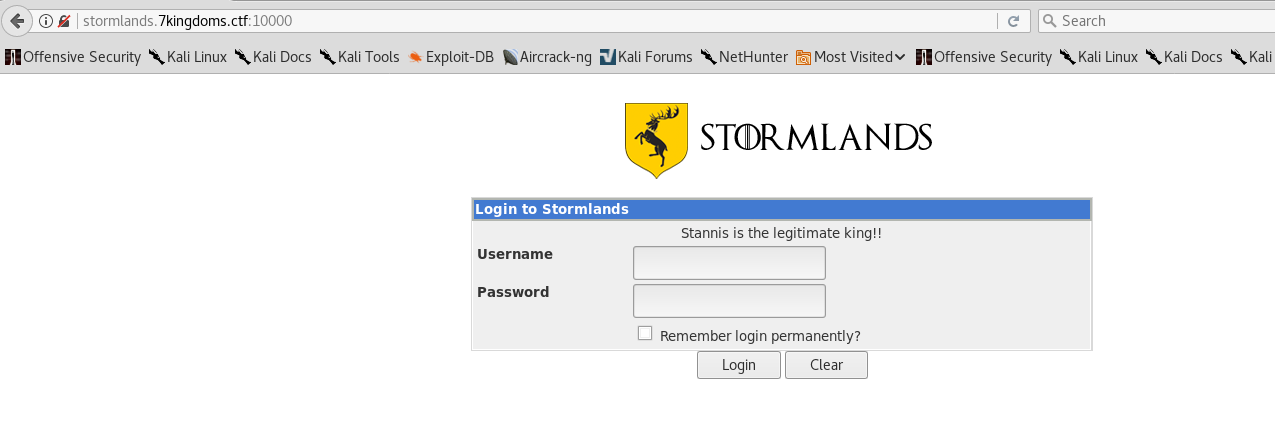 stormlands.7kingdoms.ctf:10000 Search
Offensive Security Kali Linux Kali Docs Kali Tools Exploit-DB Aircrack-ng Kali Forums NetHunter Most Visited Offensive Security Kali Linux Kali Docs Kali
STORMLANDS
Login to Stormlands
Stannis is the legitimate king!!
Username
Password
Remember login permanently?
Login Clear